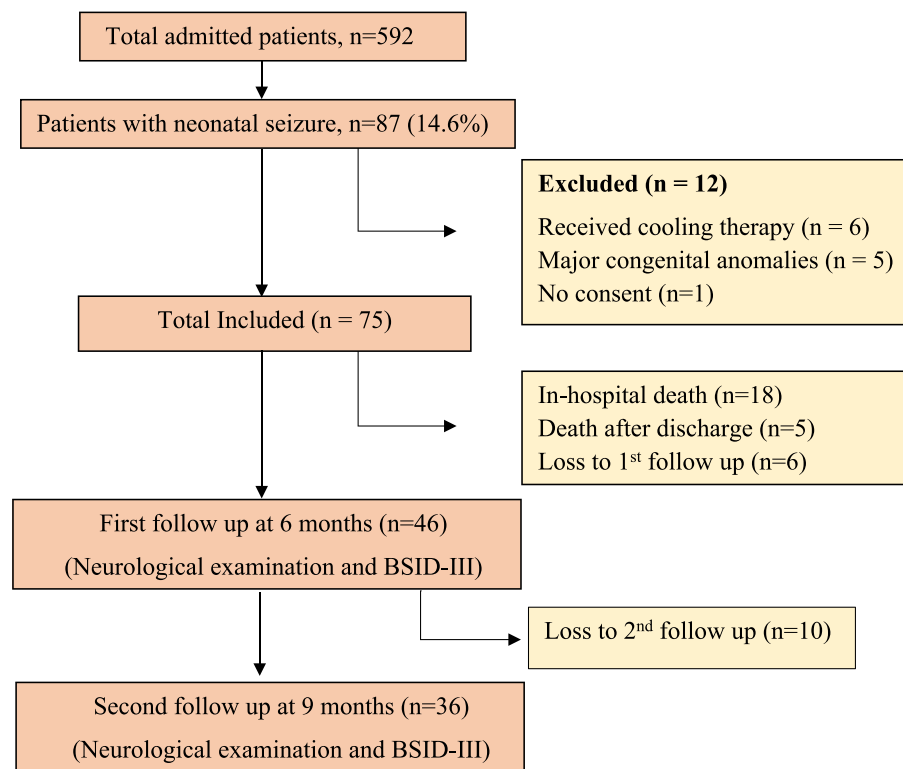 Total admitted patients, n=592
Patients with neonatal seizure, n=87 (14.6%)
Excluded (n = 12)
Received cooling therapy (n = 6)
Major congenital anomalies (n = 5)
No consent (n=1)
Total Included (n = 75)
In-hospital death (n=18)
Death after discharge (n=5)
Loss to 1st follow up (n=6)
First follow up at 6 months (n=46)
(Neurological examination and BSID-III)
Loss to 2nd follow up (n=10)
Second follow up at 9 months (n=36)
(Neurological examination and BSID-III)